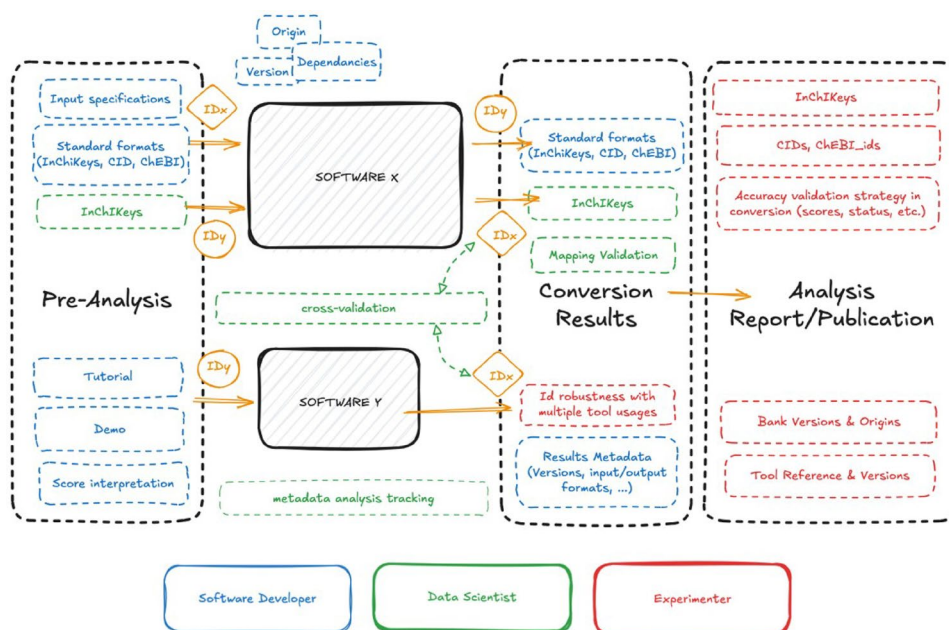 Origin
Version
Dependancies
Input specifications
IDx
Standard formats
(InChiKeys, CID, ChEBI)
InChIKeys
IDy
Pre-Analysis
Tutorial
Demo
Score interpretation
SOFTWARE X
cross-validation
IDy
SOFTWARE Y
metadata analysis tracking
IDy
Standard formats
(InChiKeys, CID, ChEBI)
InChIKeys
IDx
Mapping Validation
Conversion
Results
IDx
Id robustness with
multiple tool usages
Results Metadata
(Versions, input/output
formats, ...)
InChIKeys
CIDs, ChEBI_ids
Accuracy validation strategy in
conversion (scores, status, etc.)
Analysis
Report/Publication
Bank Versions & Origins
Tool Reference & Versions
Software Developer
Data Scientist
Experimenter